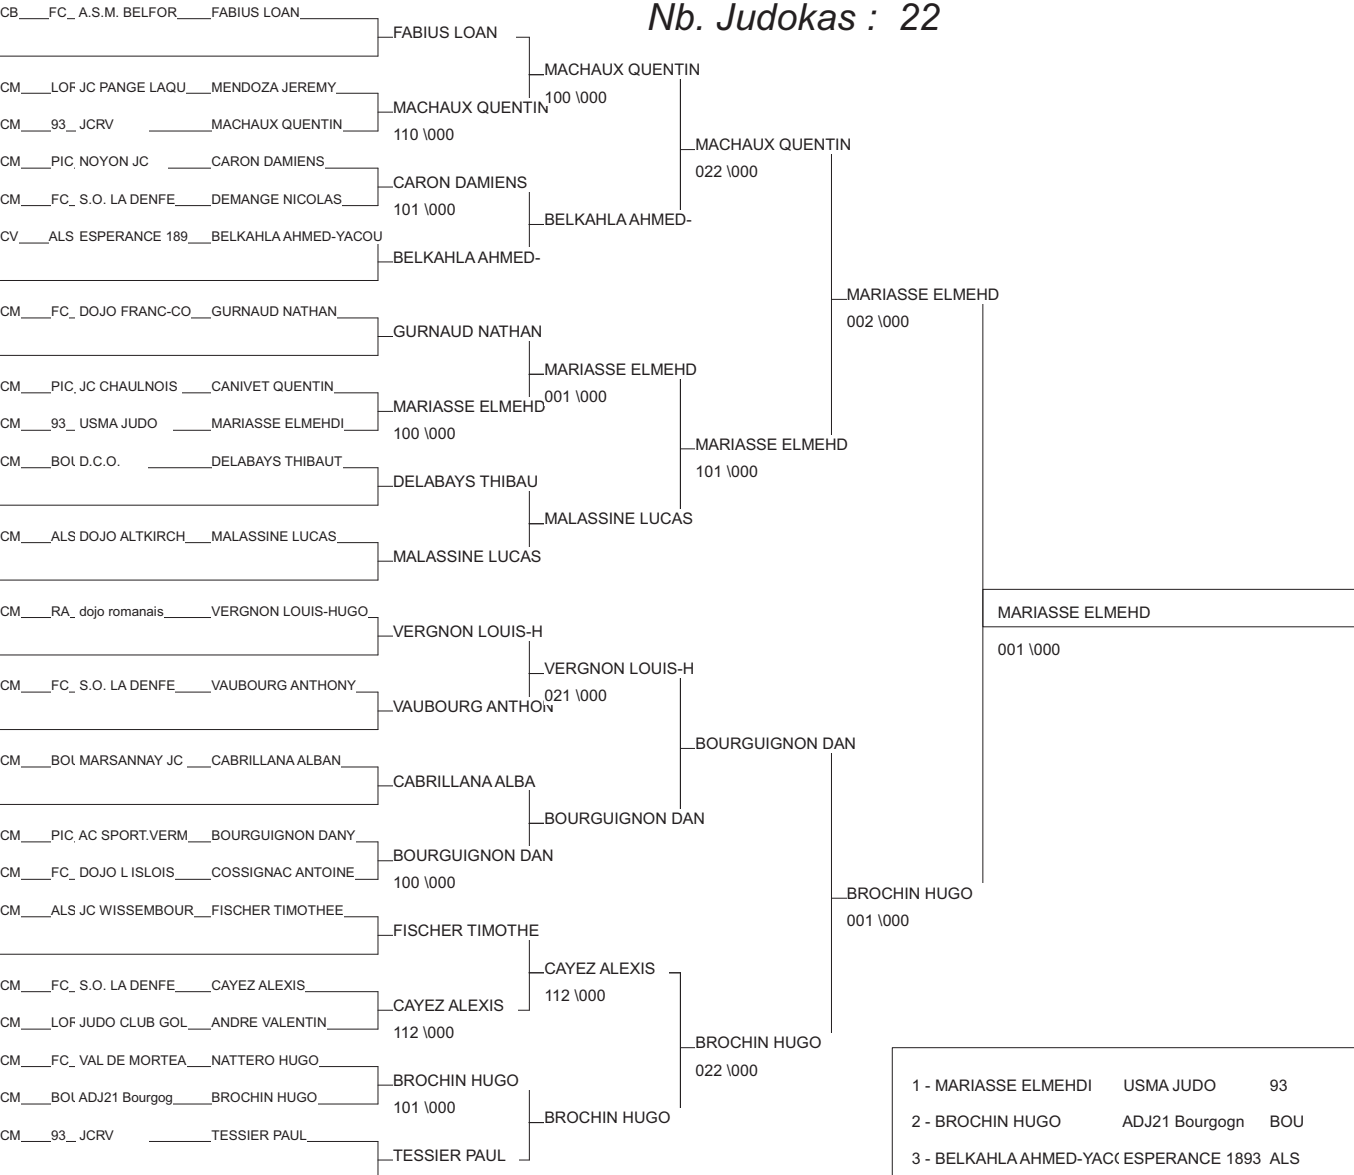 Nb. Judokas : 22
CB FC_ A.S.M. BELFOR FABIUS LOAN
FABIUS LOAN
MACHAUX QUENTIN
100 \000
CM LOF JC PANGE LAQU MENDOZA JEREMY
MACHAUX QUENTIN
110 \000
CM 93_ JCRV MACHAUX QUENTIN
MACHAUX QUENTIN
022 \000
CM PIC NOYON JC CARON DAMIENS
CARON DAMIENS
101 \000
CM FC_ S.O. LA DENFE DEMANGE NICOLAS
BELKAHLA AHMED-
CV ALS ESPERANCE 189 BELKAHLA AHMED-YACOU
BELKAHLA AHMED-
MARIASSE ELMEHD
002 \000
CM FC_ DOJO FRANC-CO GURNAUD NATHAN
GURNAUD NATHAN
MARIASSE ELMEHD
001 \000
CM PIC JC CHAULNOIS CANIVET QUENTIN
MARIASSE ELMEHD
100 \000
CM 93_ USMA JUDO MARIASSE ELMEHDI
MARIASSE ELMEHD
101 \000
CM BOU D.C.O. DELABAYS THIBAUT
DELABAYS THIBAU
MALASSINE LUCAS
CM ALS DOJO ALTKIRCH MALASSINE LUCAS
MALASSINE LUCAS
MARIASSE ELMEHD
001 \000
CM RA_ dojo romanais VERGNON LOUIS-HUGO
VERGNON LOUIS-H
VERGNON LOUIS-H
021 \000
CM FC_ S.O. LA DENFE VAUBOURG ANTHONY
VAUBOURG ANTHON
BOURGUIGNON DAN
CM BOU MARSANNAY JC CABRILLANA ALBAN
CABRILLANA ALBA
BOURGUIGNON DAN
CM PIC AC SPORT.VERM BOURGUIGNON DANY
BOURGUIGNON DAN
100 \000
CM FC_ DOJO L ISLOIS COSSIGNAC ANTOINE
BROCHIN HUGO
001 \000
CM ALS JC WISSEMBOUR FISCHER TIMOTHEE
FISCHER TIMOTHE
CAYEZ ALEXIS
112 \000
CM FC_ S.O. LA DENFE CAYEZ ALEXIS
CAYEZ ALEXIS
112 \000
CM LOF JUDO CLUB GOL ANDRE VALENTIN
BROCHIN HUGO
022 \000
CM FC_ VAL DE MORTEA NATTERO HUGO
BROCHIN HUGO
101 \000
CM BOU ADJ21 Bourgog BROCHIN HUGO
BROCHIN HUGO
CM 93_ JCRV TESSIER PAUL
TESSIER PAUL
1 - MARIASSE ELMEHDI USMA JUDO 93
2 - BROCHIN HUGO ADJ21 Bourgogn BOU
3 - BELKAHLA AHMED-YAC ESPERANCE 1893 ALS